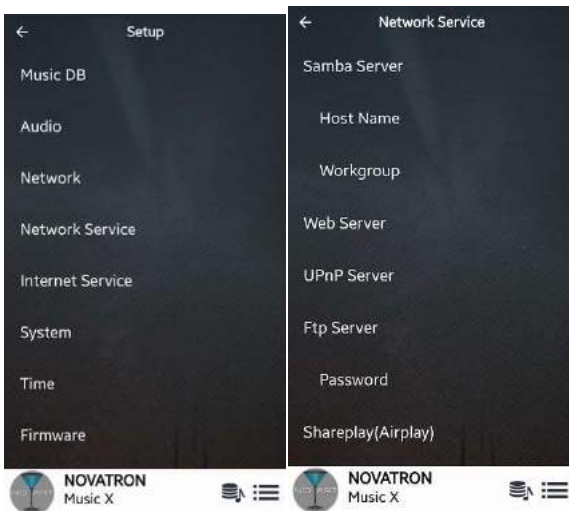 Setup
Music DB
Audio
Network
Network Service
Internet Service
System
Time
Firmware
NOVATRON
Music X
Network Service
Samba Server
Host Name
Workgroup
Web Server
UPnP Server
Ftp Server
Password
Shareplay(Airplay)
NOVATRON
Music X